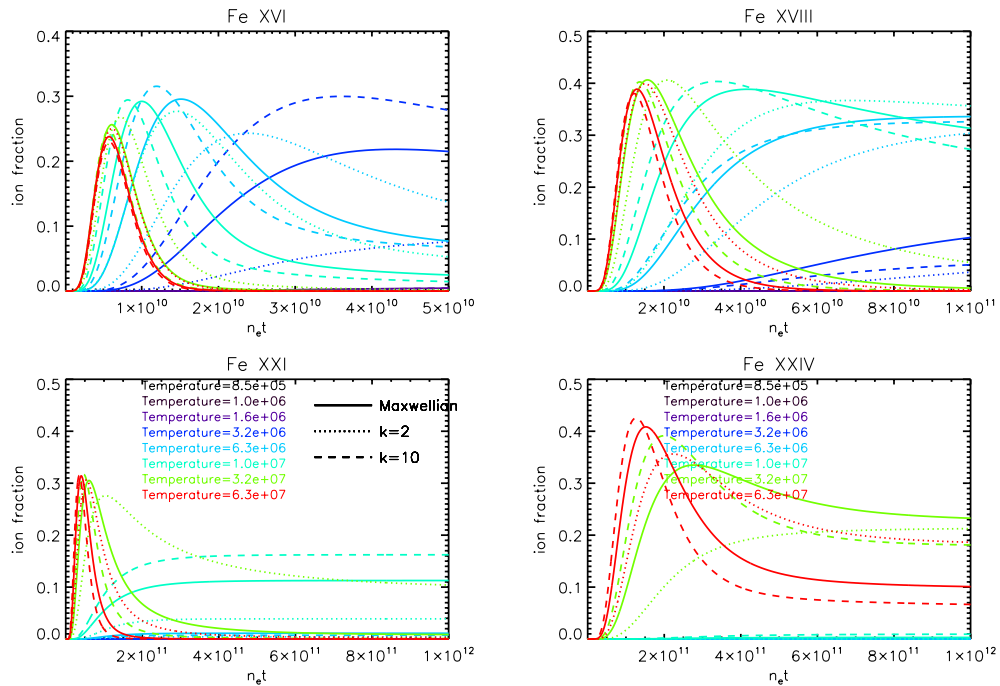 Fe XVI
0.4
0.3
0.2
0.1
0.0
ion fraction
1×10¹⁰ 2×10¹⁰ 3×10¹⁰ 4×10¹⁰ 5×10¹⁰
nₑt
Fe XVIII
0.5
0.4
0.3
0.2
0.1
0.0
ion fraction
2×10¹⁰ 4×10¹⁰ 6×10¹⁰ 8×10¹⁰ 1×10¹¹
nₑt
Fe XXI
0.5
0.4
0.3
0.2
0.1
0.0
ion fraction
Temperature=8.5e+05
Temperature=1.0e+06
Temperature=1.6e+06
Temperature=3.2e+06
Temperature=6.3e+06
Temperature=1.0e+07
Temperature=3.2e+07
Temperature=6.3e+07
Maxwellian
k=2
k=10
2×10¹¹ 4×10¹¹ 6×10¹¹ 8×10¹¹ 1×10¹²
nₑt
Fe XXIV
0.5
0.4
0.3
0.2
0.1
0.0
ion fraction
Temperature=8.5e+05
Temperature=1.0e+06
Temperature=1.6e+06
Temperature=3.2e+06
Temperature=6.3e+06
Temperature=1.0e+07
Temperature=3.2e+07
Temperature=6.3e+07
2×10¹¹ 4×10¹¹ 6×10¹¹ 8×10¹¹ 1×10¹²
nₑt